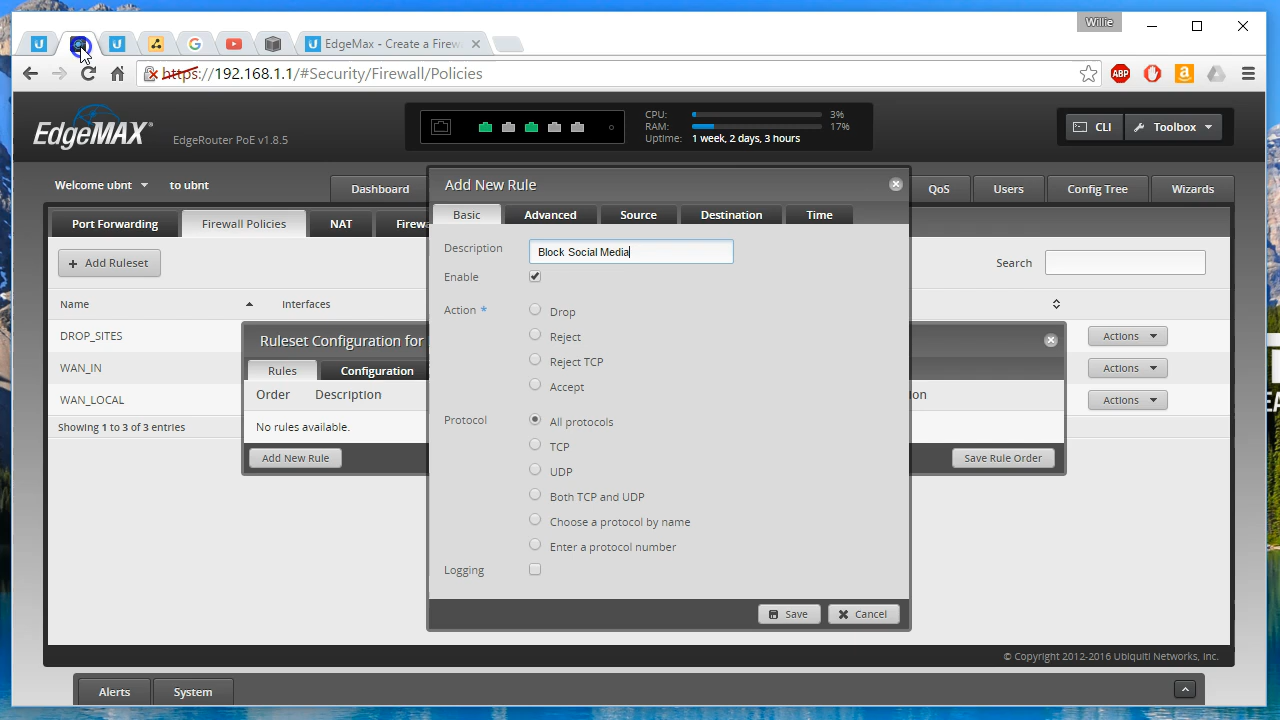 Willie
EdgeMax - Create a Firew
https://192.168.1.1/#Security/Firewall/Policies
ABP
EdgeMAX
EdgeRouter PoE v1.8.5
CPU: 3%
RAM: 17%
Uptime: 1 week, 2 days, 3 hours
CLI
Toolbox
Welcome ubnt to ubnt
Dashboard
QoS
Users
Config Tree
Wizards
Port Forwarding
Firewall Policies
NAT
Firew
Add New Rule
Basic
Advanced
Source
Destination
Time
+ Add Ruleset
Search
Description Block Social Media
Enable
Name
Interfaces
Action *
Drop
Reject
Reject TCP
Accept
DROP_SITES
Actions
WAN_IN
Actions
WAN_LOCAL
Actions
Showing 1 to 3 of 3 entries
Ruleset Configuration for
Rules
Configuration
Order
Description
on
No rules available.
Add New Rule
Save Rule Order
Protocol
All protocols
TCP
UDP
Both TCP and UDP
Choose a protocol by name
Enter a protocol number
Logging
Save
Cancel
© Copyright 2012-2016 Ubiquiti Networks, Inc.
Alerts
System